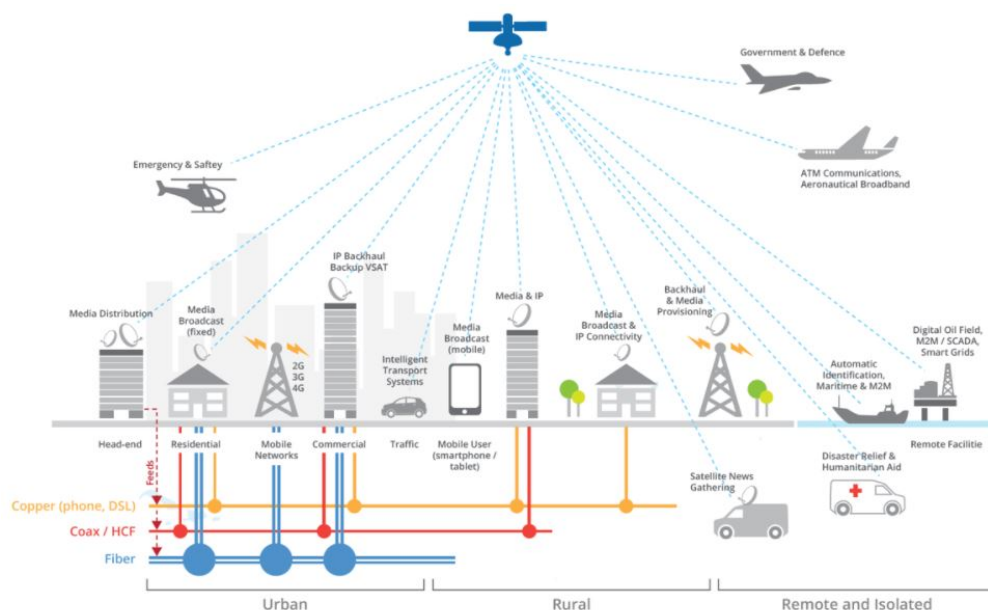 Government & Defence
ATM Communications,
Aeronautical Broadband
Emergency & Saftey
IP Backhaul
Backup VSAT
Media Distribution
Media
Broadcast
(fixed)
2G
3G
4G
Intelligent
Transport
Systems
Media
Broadcast
(mobile)
Media & IP
Media
Broadcast &
IP Connectivity
Backhaul
& Media
Provisioning
Automatic
Identification,
Maritime & M2M
Digital Oil Field,
M2M / SCADA,
Smart Grids
Head-end
Residential
Mobile
Networks
Commercial
Traffic
Mobile User
(smartphone /
tablet)
Remote Facilitie
Satellite News
Gathering
Disaster Relief &
Humanitarian Aid
Feeds
Copper (phone, DSL)
Coax / HCF
Fiber
Urban
Rural
Remote and Isolated